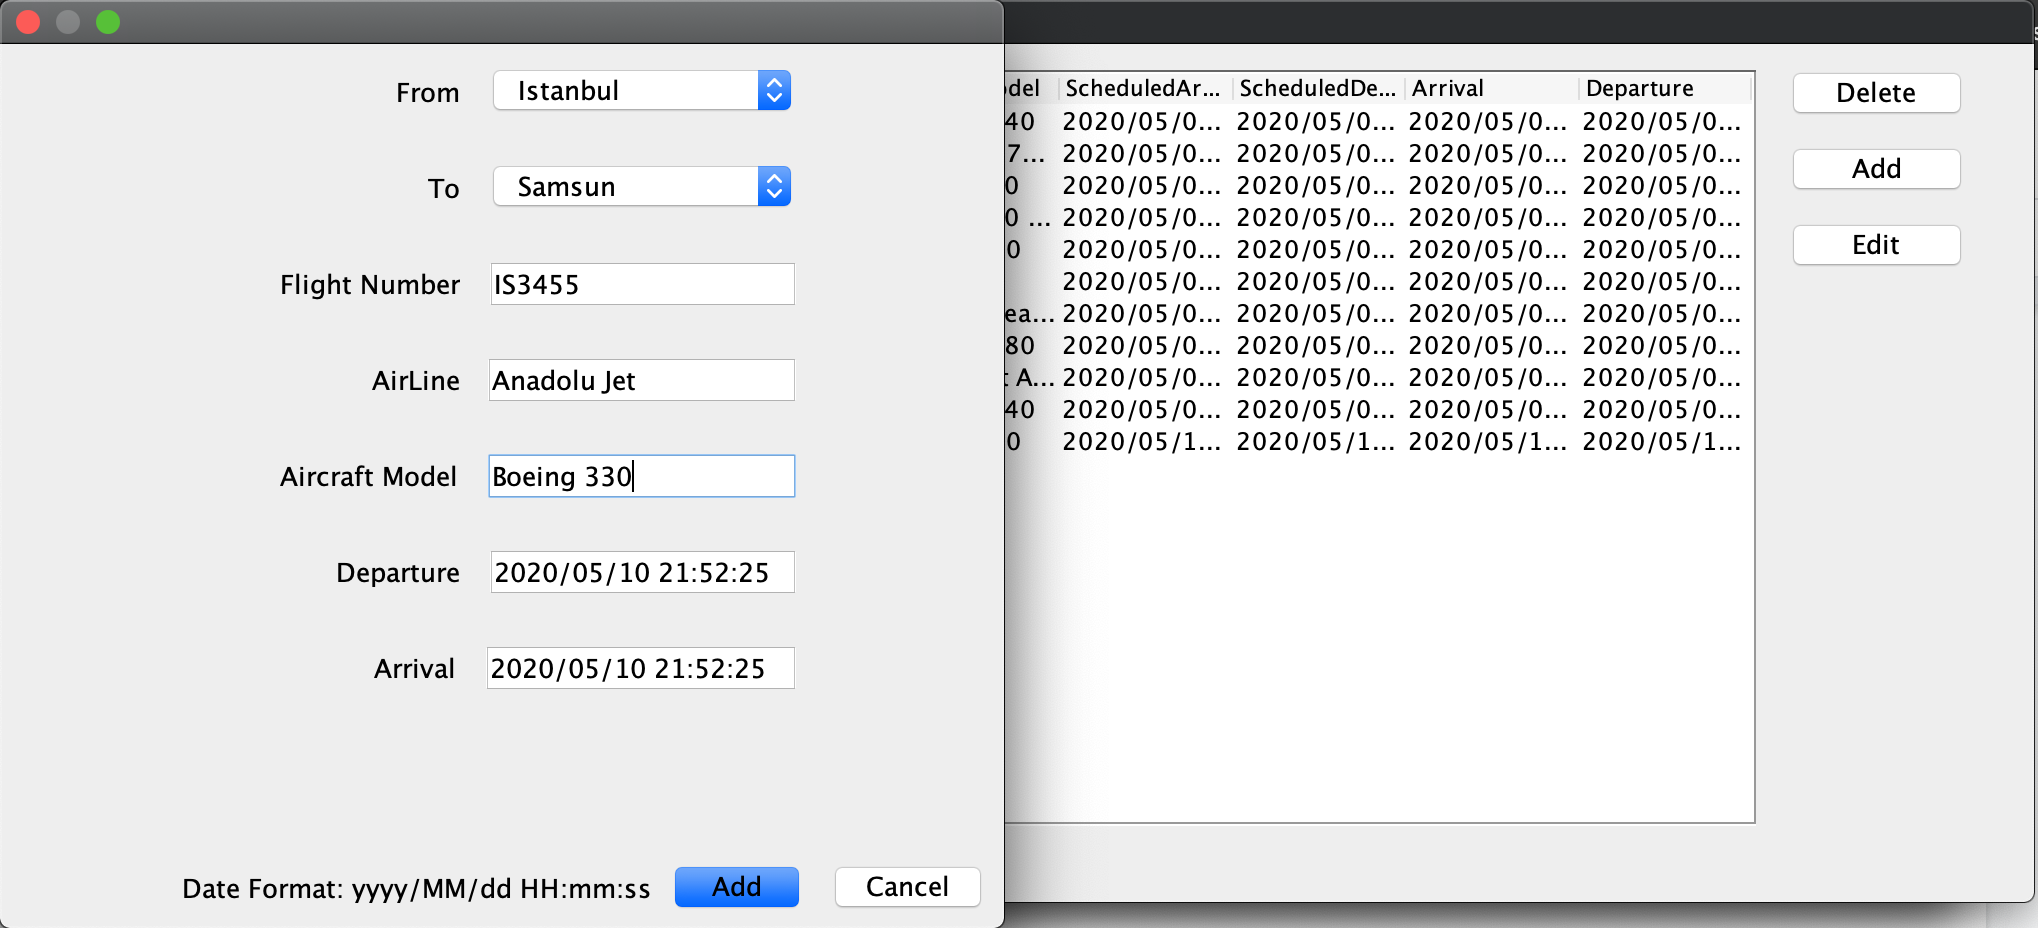 From Istanbul
To Samsun
Flight Number IS3455
AirLine Anadolu Jet
Aircraft Model Boeing 330
Departure 2020/05/10 21:52:25
Arrival 2020/05/10 21:52:25
Date Format: yyyy/MM/dd HH:mm:ss Add Cancel
del ScheduledAr... ScheduledDe... Arrival Departure
40 2020/05/0... 2020/05/0... 2020/05/0... 2020/05/0...
7... 2020/05/0... 2020/05/0... 2020/05/0... 2020/05/0...
0 2020/05/0... 2020/05/0... 2020/05/0... 2020/05/0...
0 ... 2020/05/0... 2020/05/0... 2020/05/0... 2020/05/0...
0 2020/05/0... 2020/05/0... 2020/05/0... 2020/05/0...
2020/05/0... 2020/05/0... 2020/05/0... 2020/05/0...
ea... 2020/05/0... 2020/05/0... 2020/05/0... 2020/05/0...
80 2020/05/0... 2020/05/0... 2020/05/0... 2020/05/0...
t A... 2020/05/0... 2020/05/0... 2020/05/0... 2020/05/0...
40 2020/05/0... 2020/05/0... 2020/05/0... 2020/05/0...
0 2020/05/1... 2020/05/1... 2020/05/1... 2020/05/1...
Delete
Add
Edit